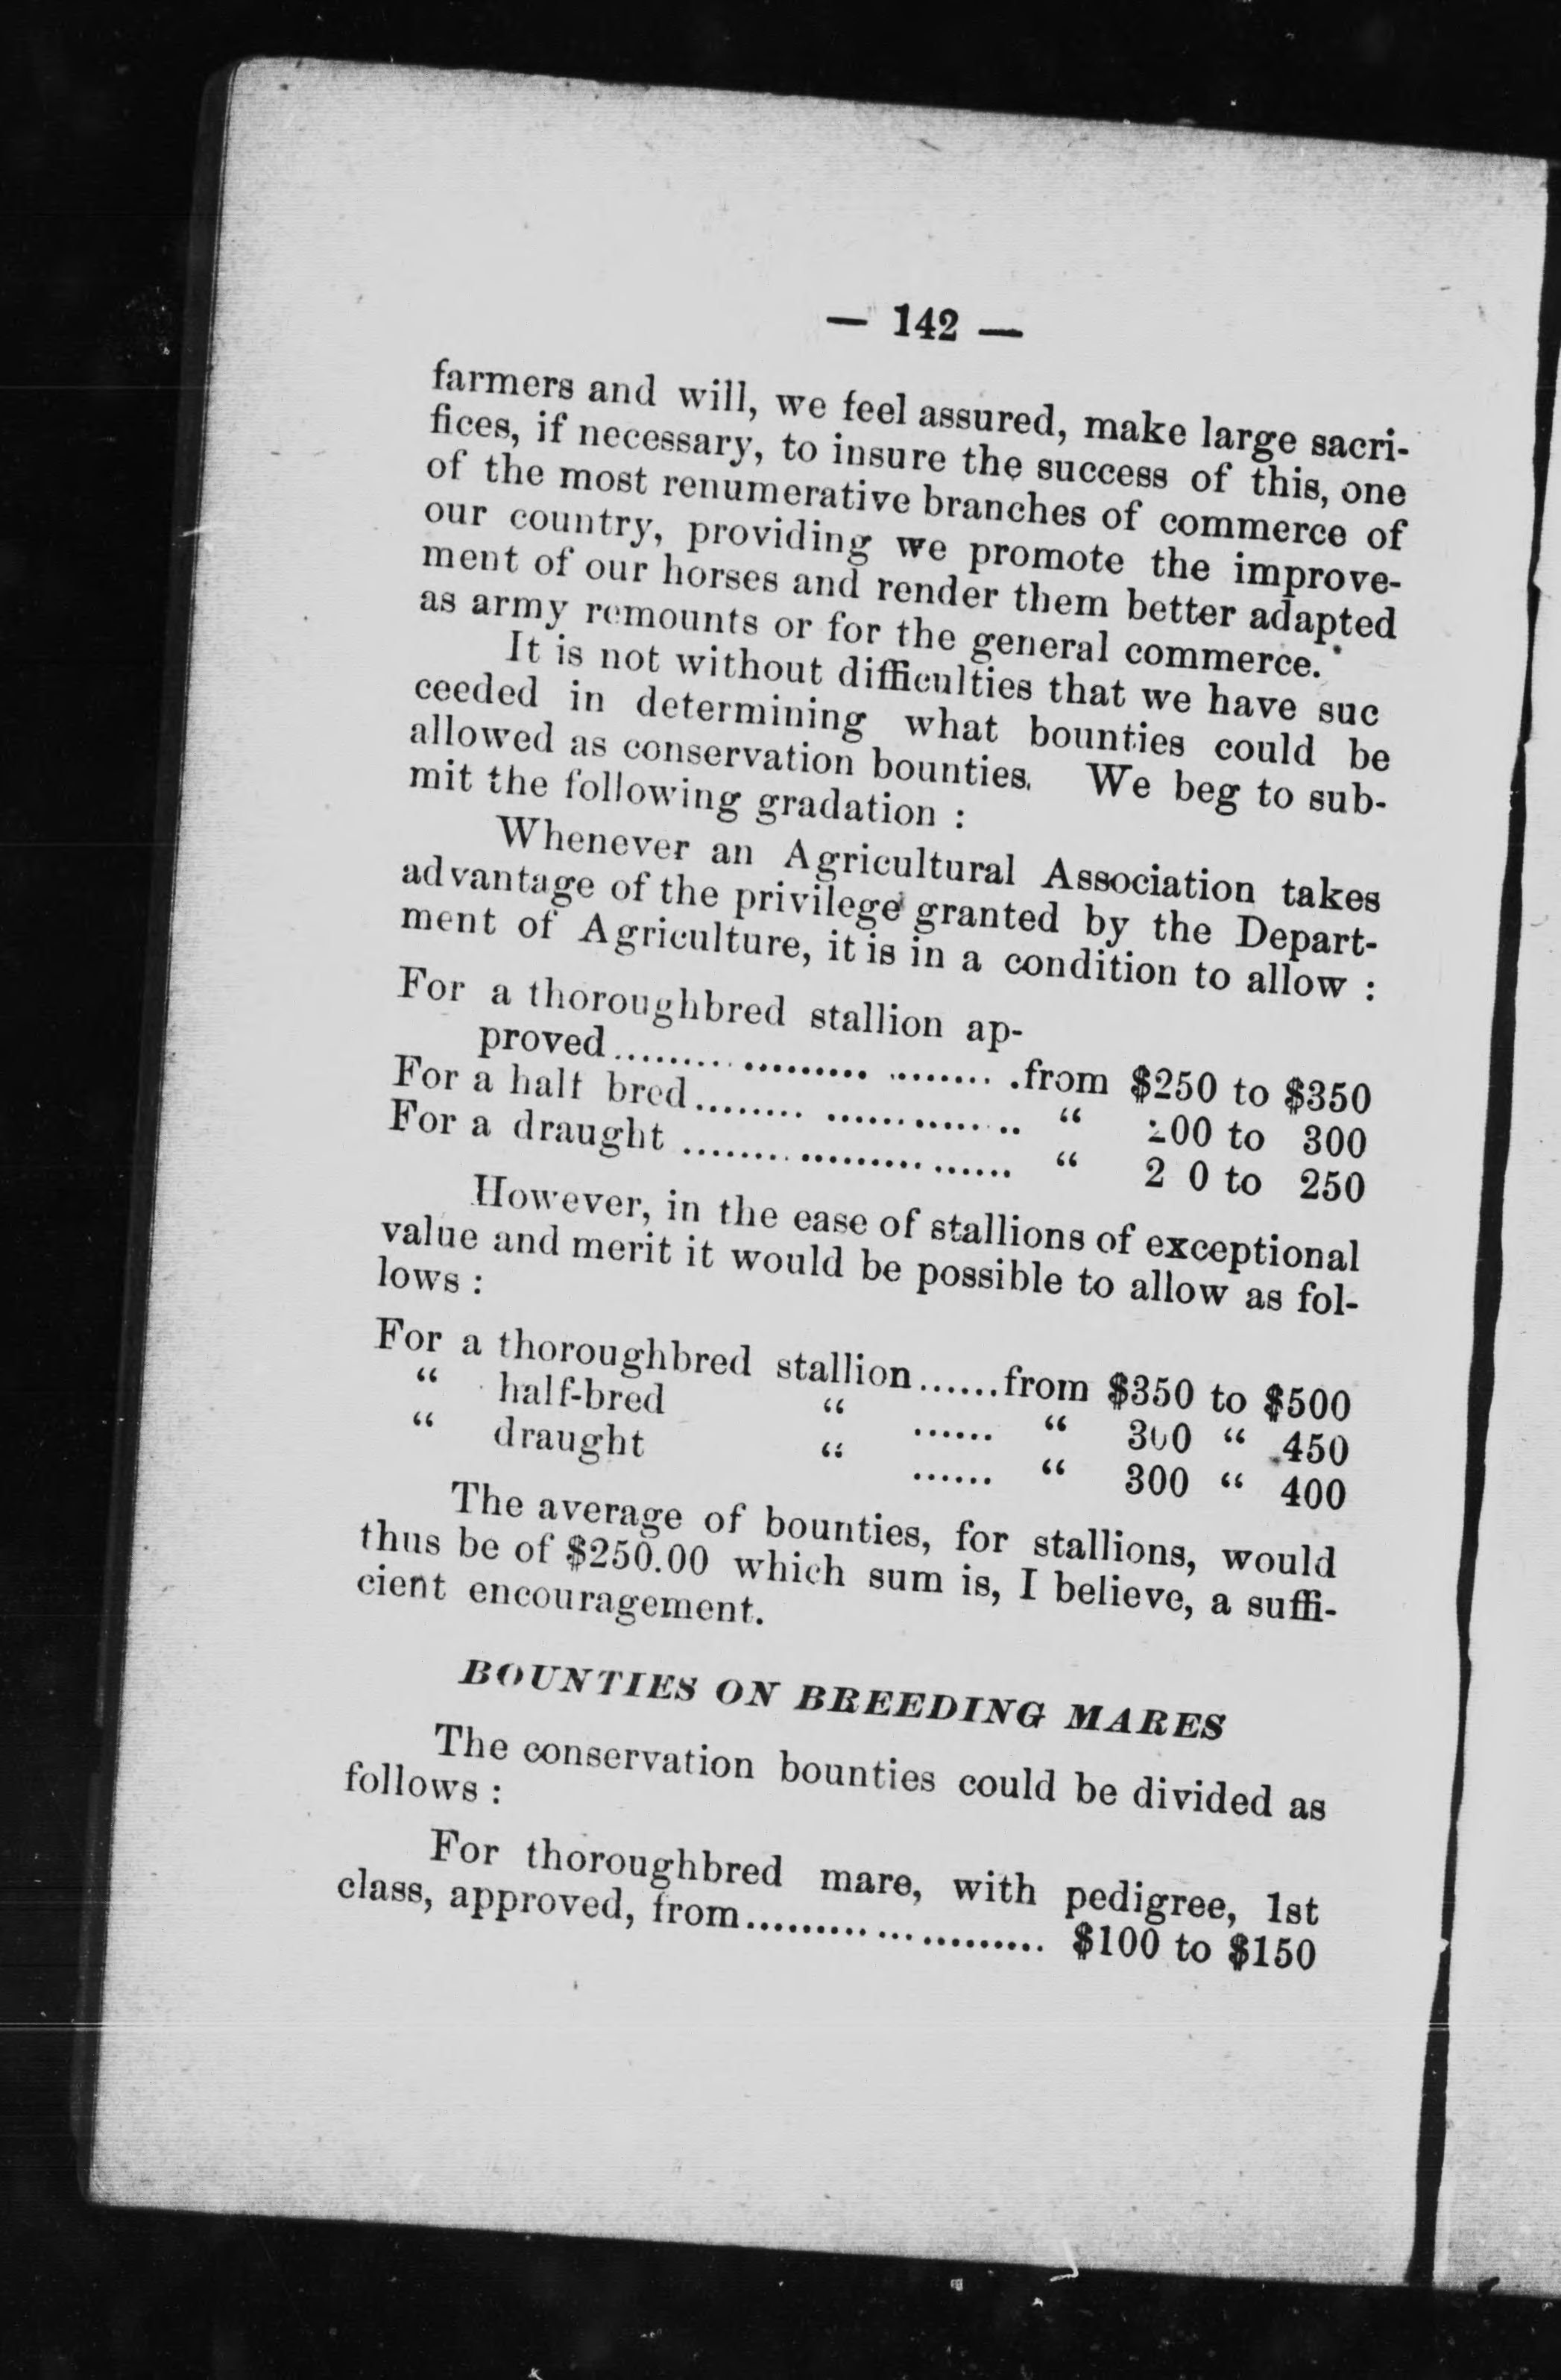 — 142 —
farmers and will, we feel assured, make large sacri-
fices, if necessary, to insure the success of this, one
of the most renumerative branches of commerce of
our country, providing we promote the improve-
ment of our horses and render them better adapted
as army remounts or for the general commerce.
It is not without difficulties that we have suc
ceeded in determining what bounties could be
allowed as conservation bounties. We beg to sub-
mit the following gradation :
Whenever an Agricultural Association takes
advantage of the privilege granted by the Depart-
ment of Agriculture, it is in a condition to allow :
For a thoroughbred stallion ap-
proved.............................from $250 to $350
For a half bred........................ “ 200 to 300
For a draught ........................ “ 2 0 to 250
However, in the ease of stallions of exceptional
value and merit it would be possible to allow as fol-
lows :
For a thoroughbred stallion.......from $350 to $500
“ half-bred “ ...... “ 300 “ 450
“ draught “ ...... “ 300 “ 400
The average of bounties, for stallions, would
thus be of $250.00 which sum is, I believe, a suffi-
cient encouragement.
BOUNTIES ON BREEDING MARES
The conservation bounties could be divided as
follows :
For thoroughbred mare, with pedigree, 1st
class, approved, from........................ $100 to $150